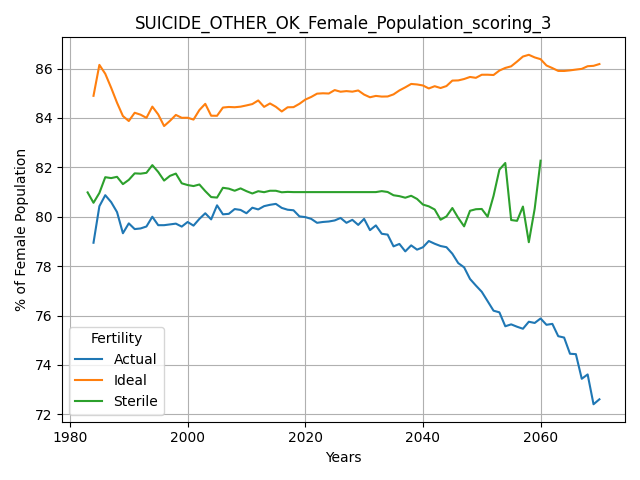 SUICIDE_OTHER_OK_Female_Population_scoring_3
% of Female Population
86
84
82
80
78
76
74
72
Fertility
Actual
Ideal
Sterile
1980
2000
2020
2040
2060
Years